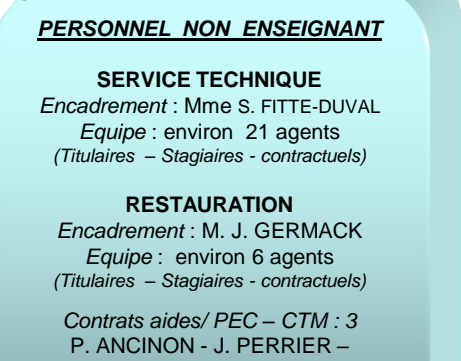 PERSONNEL NON ENSEIGNANT
SERVICE TECHNIQUE
Encadrement : Mme S. FITTE-DUVAL
Equipe : environ 21 agents
(Titulaires – Stagiaires - contractuels)
RESTAURATION
Encadrement : M. J. GERMACK
Equipe : environ 6 agents
(Titulaires – Stagiaires - contractuels)
Contrats aides/ PEC – CTM : 3
P. ANCINON - J. PERRIER –